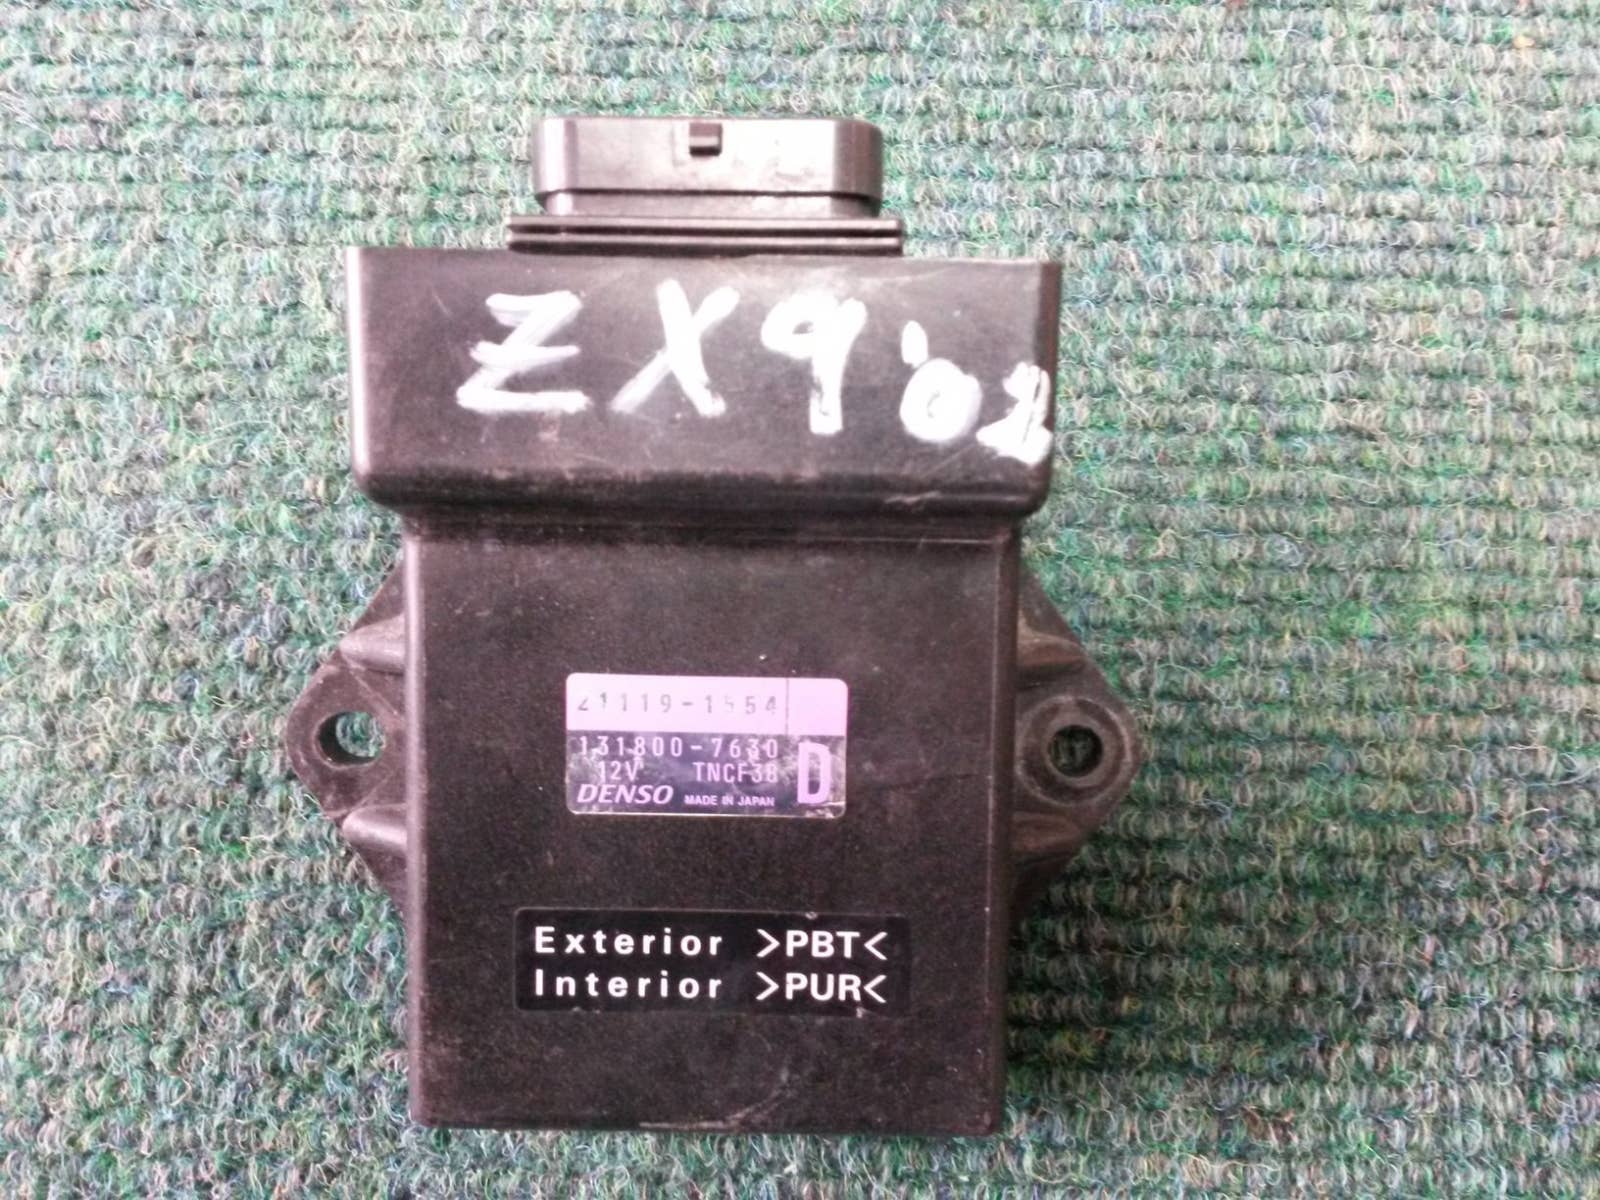 ZX9 '02
21119-1554
131800-7630
12V TNCF38 D
DENSO MADE IN JAPAN
Exterior >PBT<
Interior >PUR<